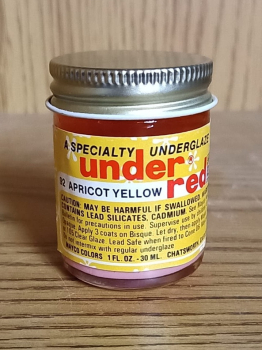 A SPECIALTY UNDERGLAZE
under
92 APRICOT YELLOW red
CAUTION: MAY BE HARMFUL IF SWALLOWED
CONTAINS LEAD SILICATES, CADMIUM.
for precautions in use. Supervise use by
Apply 3 coats on Bisque. Let dry, then apply
Clear Glaze. Lead Safe when fired to Cone
intermix with regular underglaze
COLORS 1 FL. OZ. - 30 ML. CHATSWORTH